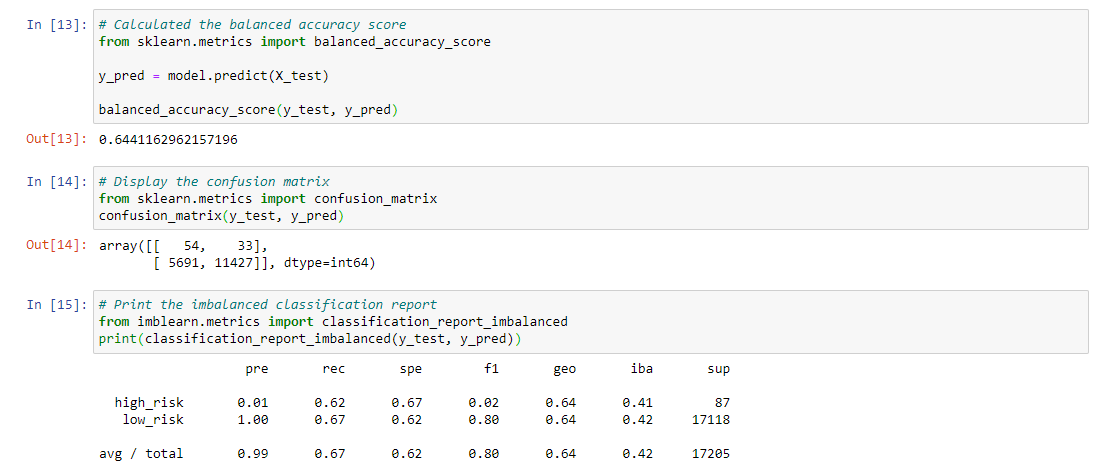 In [13]: # Calculated the balanced accuracy score
from sklearn.metrics import balanced_accuracy_score
y_pred = model.predict(X_test)
balanced_accuracy_score(y_test, y_pred)
Out[13]: 0.6441162962157196
In [14]: # Display the confusion matrix
from sklearn.metrics import confusion_matrix
confusion_matrix(y_test, y_pred)
Out[14]: array([[   54,    33],
       [ 5691, 11427]], dtype=int64)
In [15]: # Print the imbalanced classification report
from imblearn.metrics import classification_report_imbalanced
print(classification_report_imbalanced(y_test, y_pred))
pre rec spe f1 geo iba sup
high_risk 0.01 0.62 0.67 0.02 0.64 0.41 87
low_risk 1.00 0.67 0.62 0.80 0.64 0.42 17118
avg / total 0.99 0.67 0.62 0.80 0.64 0.42 17205